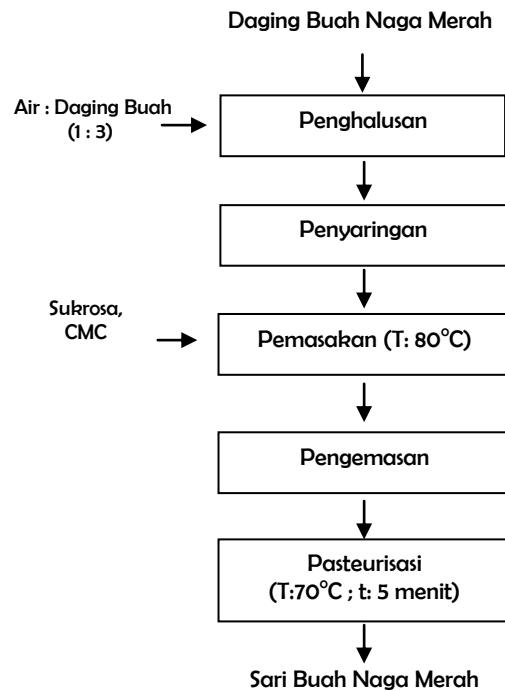 Daging Buah Naga Merah
Air : Daging Buah
(1 : 3)
Penghalusan
Penyaringan
Sukrosa,
CMC
Pemasakan (T: 80°C)
Pengemasan
Pasteurisasi
(T:70°C ; t: 5 menit)
Sari Buah Naga Merah